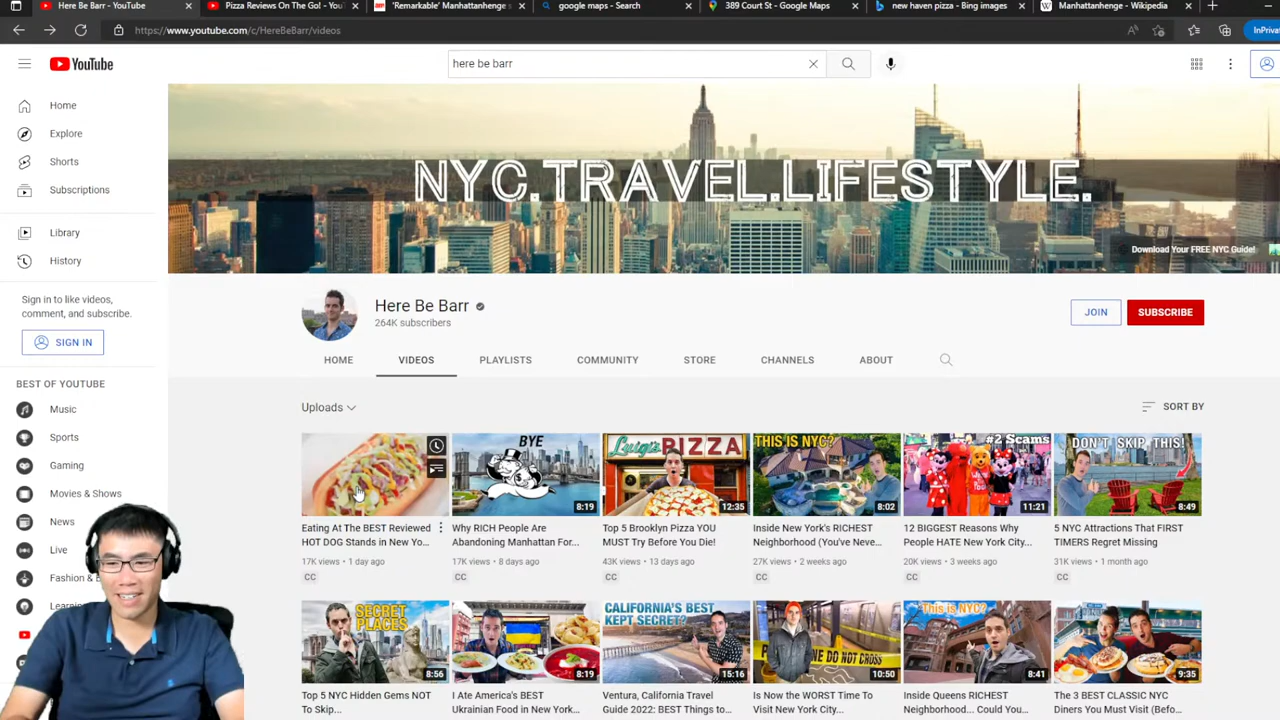 Here Be Barr - YouTube
Pizza Reviews On The Go! - YouT
'Remarkable' Manhattanhenge s
google maps - Search
389 Court St - Google Maps
new haven pizza - Bing images
Manhattanhenge - Wikipedia
https://www.youtube.com/c/HereBeBarr/videos
InPrivat
YouTube
here be barr
Home
Explore
Shorts
Subscriptions
Library
History
Sign in to like videos,
comment, and subscribe.
SIGN IN
BEST OF YOUTUBE
Music
Sports
Gaming
Movies & Shows
News
Live
Fashion &
NYC.TRAVEL.LIFESTYLE.
Download Your FREE NYC Guide!
Here Be Barr
264K subscribers
JOIN
SUBSCRIBE
HOME
VIDEOS
PLAYLISTS
COMMUNITY
STORE
CHANNELS
ABOUT
Uploads
SORT BY
Eating At The BEST Reviewed
HOT DOG Stands in New Yo...
17K views • 1 day ago
CC
BYE
8:19
Why RICH People Are
Abandoning Manhattan For...
17K views • 8 days ago
CC
Luigi's PIZZA
12:35
Top 5 Brooklyn Pizza YOU
MUST Try Before You Die!
43K views • 13 days ago
CC
THIS IS NYC?
8:02
Inside New York's RICHEST
Neighborhood (You've Neve...
27K views • 2 weeks ago
CC
#2 Scams
11:21
12 BIGGEST Reasons Why
People HATE New York City...
20K views • 3 weeks ago
CC
DON'T SKIP THIS!
8:49
5 NYC Attractions That FIRST
TIMERS Regret Missing
31K views • 1 month ago
CC
SECRET
PLACES
8:56
Top 5 NYC Hidden Gems NOT
To Skip...
8:19
I Ate America's BEST
Ukrainian Food in New York...
CALIFORNIA'S BEST
KEPT SECRET?
15:16
Ventura, California Travel
Guide 2022: BEST Things to...
DO NOT CROSS
10:50
Is Now the WORST Time To
Visit New York City...
This is NYC?
8:41
Inside Queens RICHEST
Neighborhood... Could You...
9:35
The 3 BEST CLASSIC NYC
Diners You Must Visit (Befo...